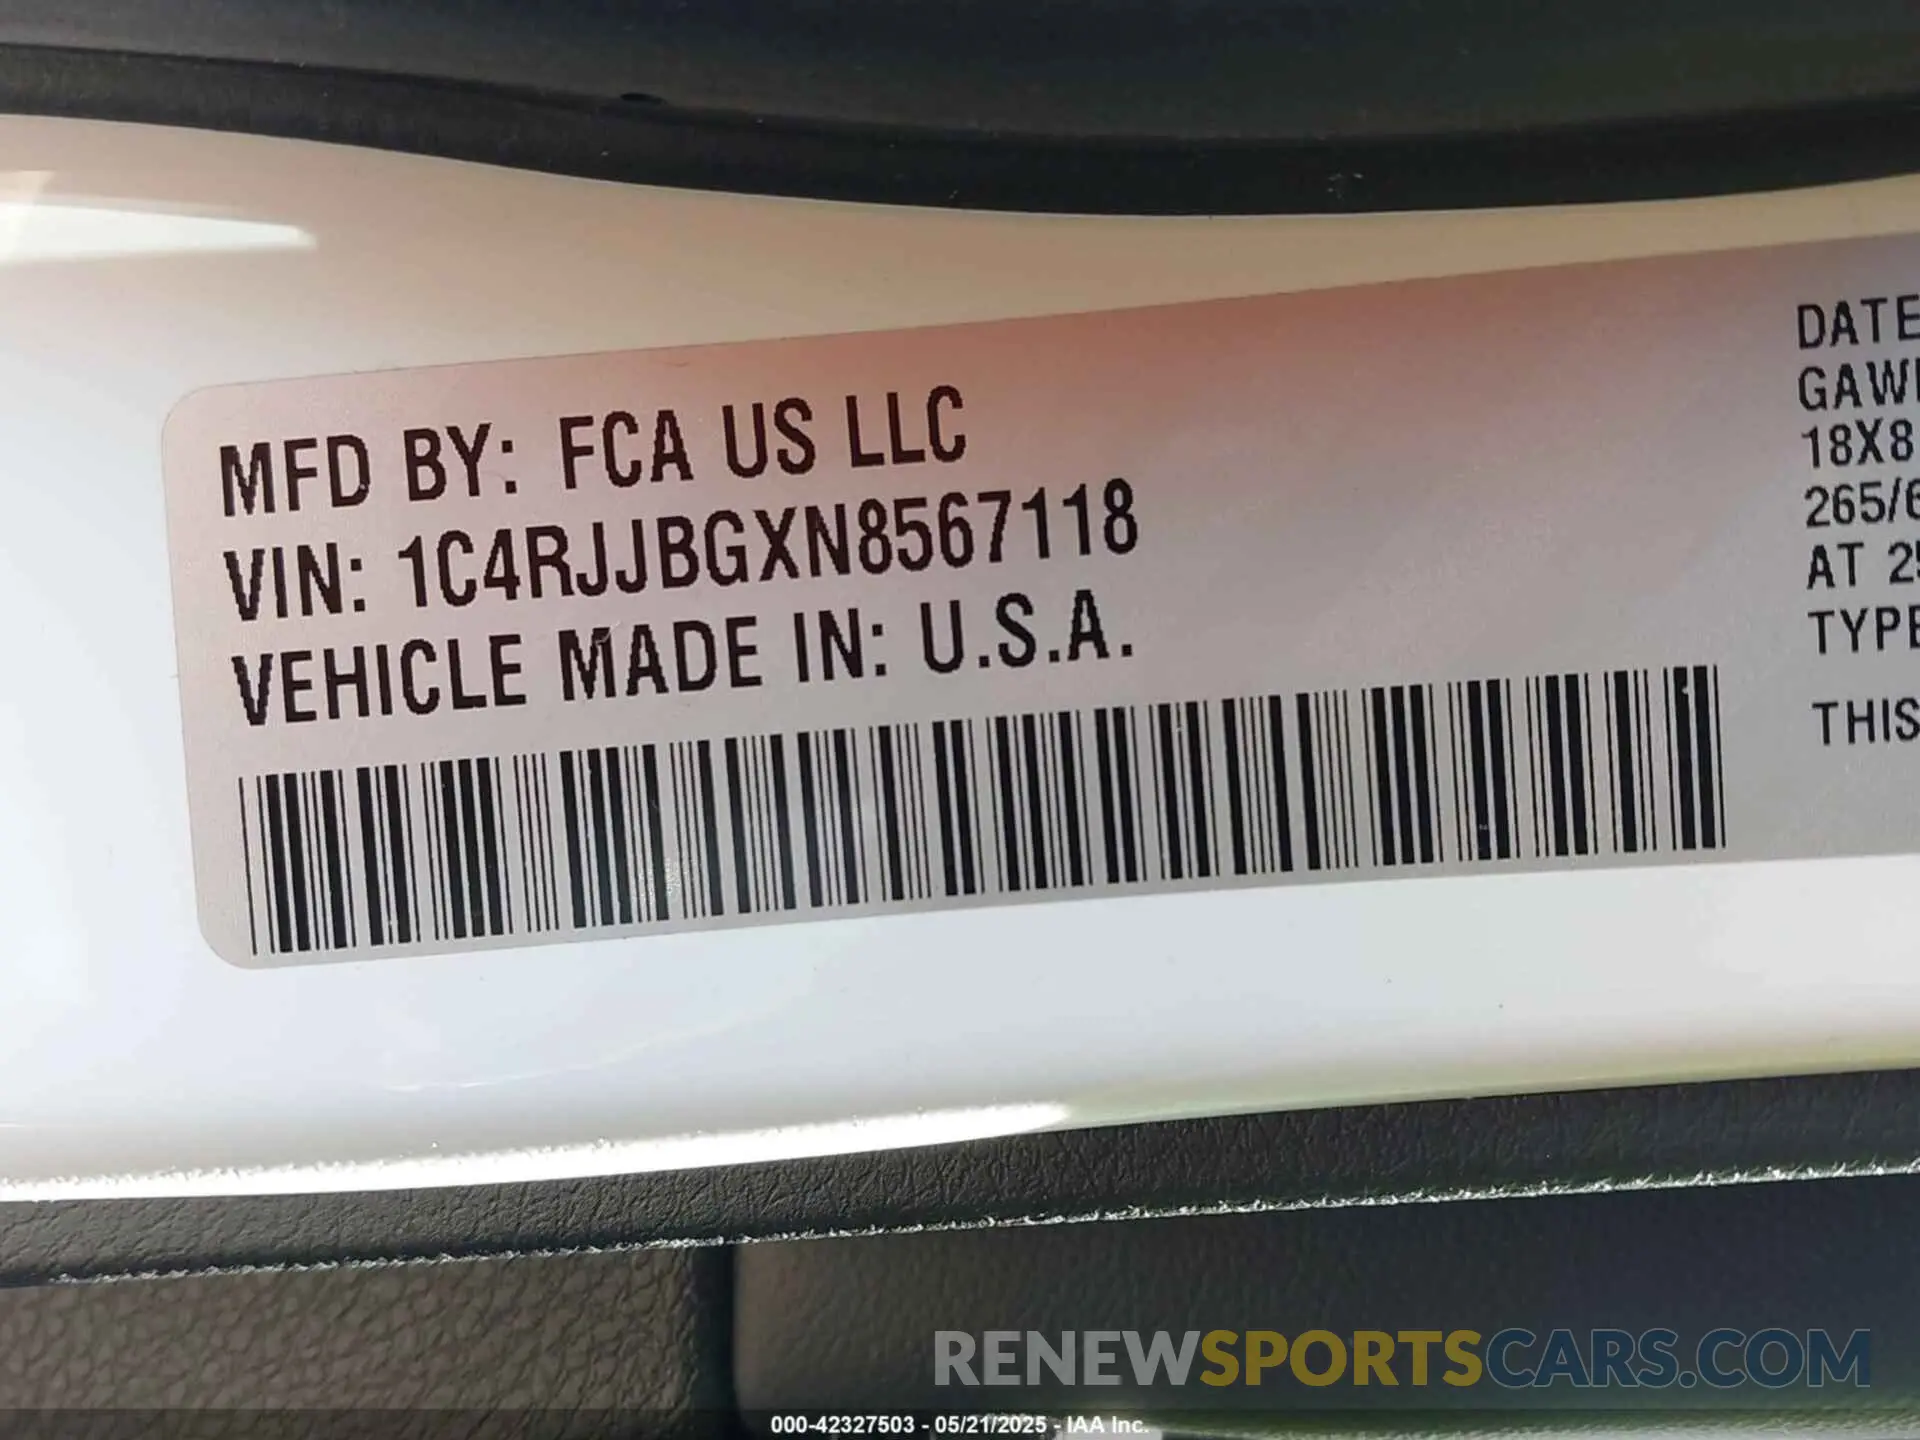 MFD BY: FCA US LLC
VIN: 1C4RJJBGXN8567118
VEHICLE MADE IN: U.S.A.
DATE
GAW
18X8
265/6
AT 25
TYPE
THIS
RENEWSPORTSCARS.COM
000-42327503 - 05/21/2025 - IAA Inc.